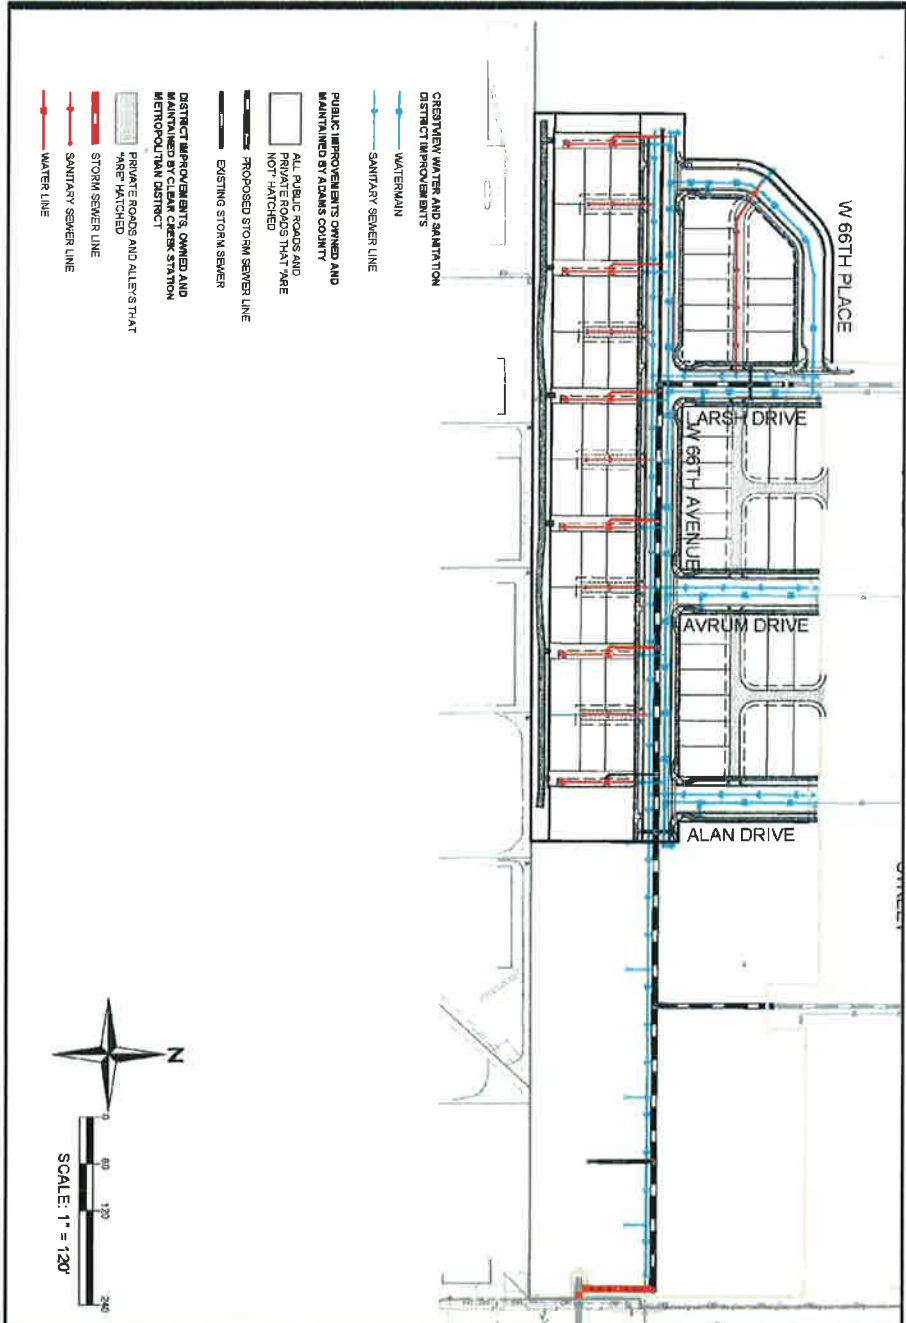 CRESTVIEW WATER AND SANITATION
DISTRICT IMPROVEMENTS
WATERMAIN
SANITARY SEWER LINE
PUBLIC IMPROVEMENTS OWNED AND
MAINTAINED BY ADAMS COUNTY
ALL PUBLIC ROADS AND
PRIVATE ROADS THAT "ARE
NOT" HATCHED
PROPOSED STORM SEWER LINE
EXISTING STORM SEWER
DISTRICT IMPROVEMENTS, OWNED AND
MAINTAINED BY CLEAR CREEK STATION
METROPOLITAN DISTRICT
PRIVATE ROADS AND ALLEYS THAT
"ARE" HATCHED
STORM SEWER LINE
SANITARY SEWER LINE
WATER LINE
W 66TH PLACE
ARSH DRIVE
W 66TH AVENUE
AVRUM DRIVE
ALAN DRIVE
N
0 60 120 240
SCALE: 1" = 120'